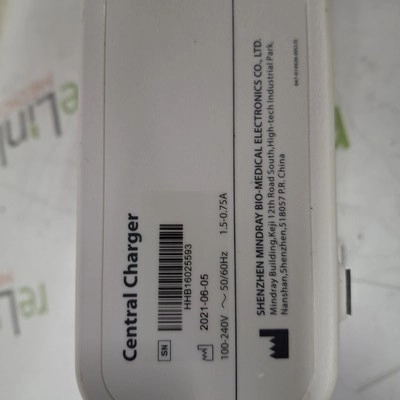 Central Charger
SN
HHB16025593
2021-06-05
100-240V ～ 50/60Hz 1.5-0.75A
SHENZHEN MINDRAY BIO-MEDICAL ELECTRONICS CO., LTD.
Mindray Building,Keji 12th Road South,High-tech Industrial Park,
Nanshan,Shenzhen,518057 P.R. China